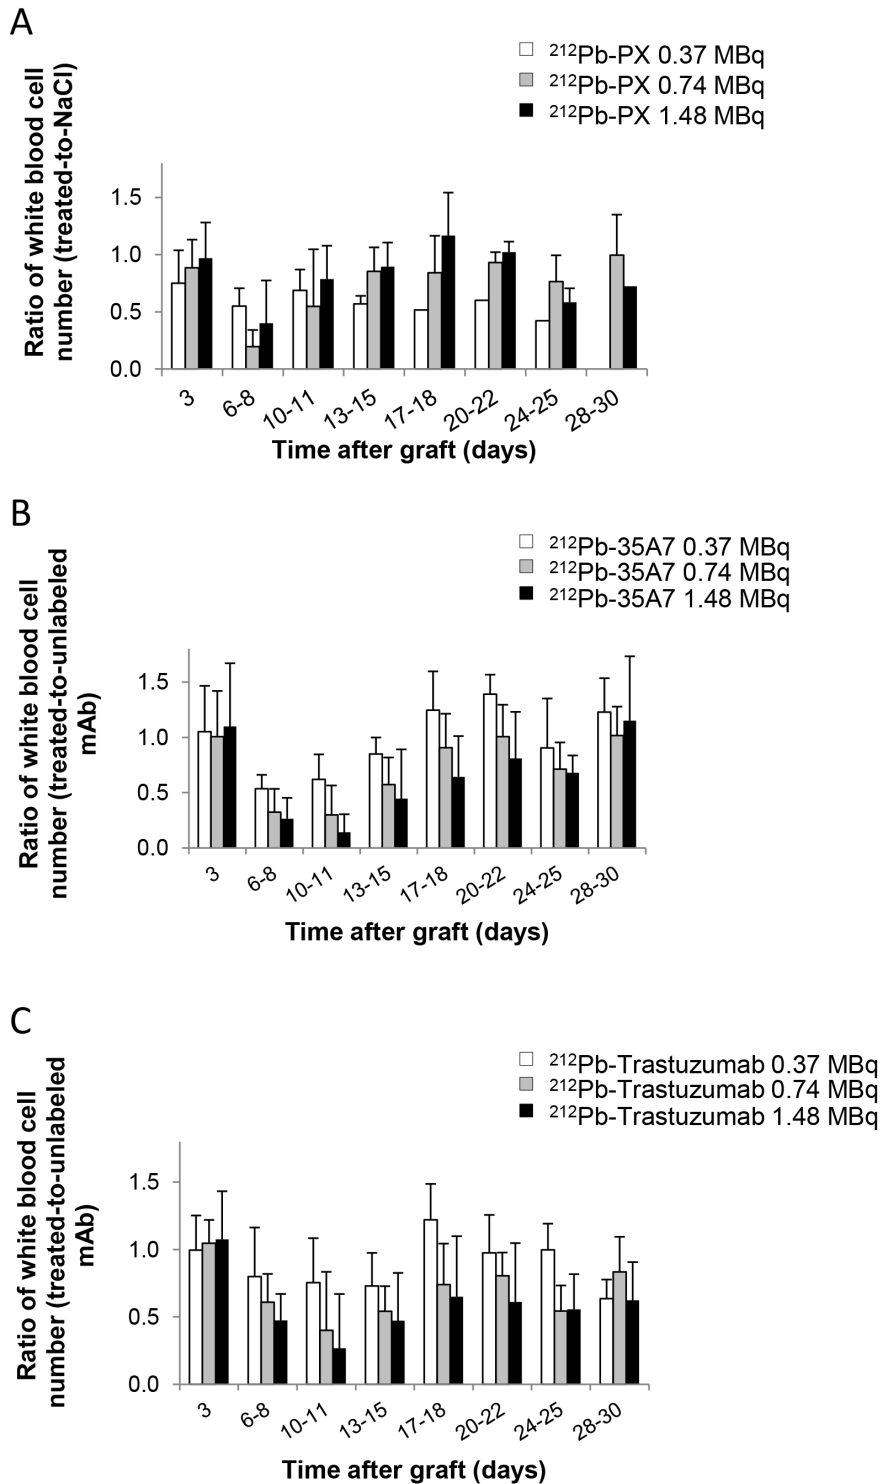 A
²¹²Pb-PX 0.37 MBq
²¹²Pb-PX 0.74 MBq
²¹²Pb-PX 1.48 MBq
Ratio of white blood cell
number (treated-to-NaCl)
1.5
1.0
0.5
0.0
3 6-8 10-11 13-15 17-18 20-22 24-25 28-30
Time after graft (days)
B
²¹²Pb-35A7 0.37 MBq
²¹²Pb-35A7 0.74 MBq
²¹²Pb-35A7 1.48 MBq
Ratio of white blood cell
number (treated-to-unlabeled
mAb)
1.5
1.0
0.5
0.0
3 6-8 10-11 13-15 17-18 20-22 24-25 28-30
Time after graft (days)
C
²¹²Pb-Trastuzumab 0.37 MBq
²¹²Pb-Trastuzumab 0.74 MBq
²¹²Pb-Trastuzumab 1.48 MBq
Ratio of white blood cell
number (treated-to-unlabeled
mAb)
1.5
1.0
0.5
0.0
3 6-8 10-11 13-15 17-18 20-22 24-25 28-30
Time after graft (days)